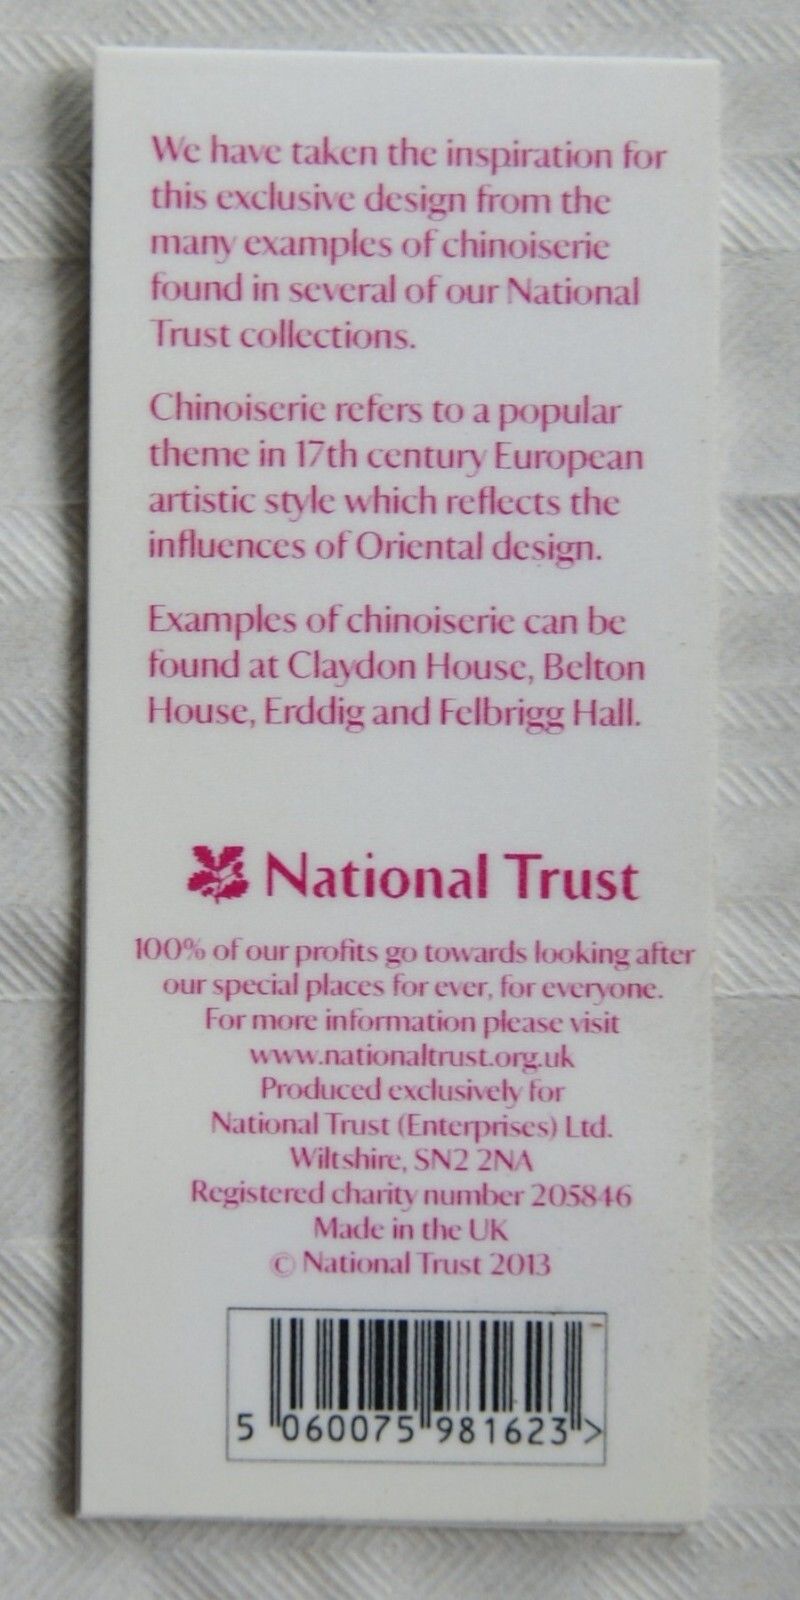 We have taken the inspiration for
this exclusive design from the
many examples of chinoiserie
found in several of our National
Trust collections.
Chinoiserie refers to a popular
theme in 17th century European
artistic style which reflects the
influences of Oriental design.
Examples of chinoiserie can be
found at Claydon House, Belton
House, Erddig and Felbrigg Hall.
National Trust
100% of our profits go towards looking after
our special places for ever, for everyone.
For more information please visit
www.nationaltrust.org.uk
Produced exclusively for
National Trust (Enterprises) Ltd.
Wiltshire, SN2 2NA
Registered charity number 205846
Made in the UK
© National Trust 2013
5 060075 981623 >